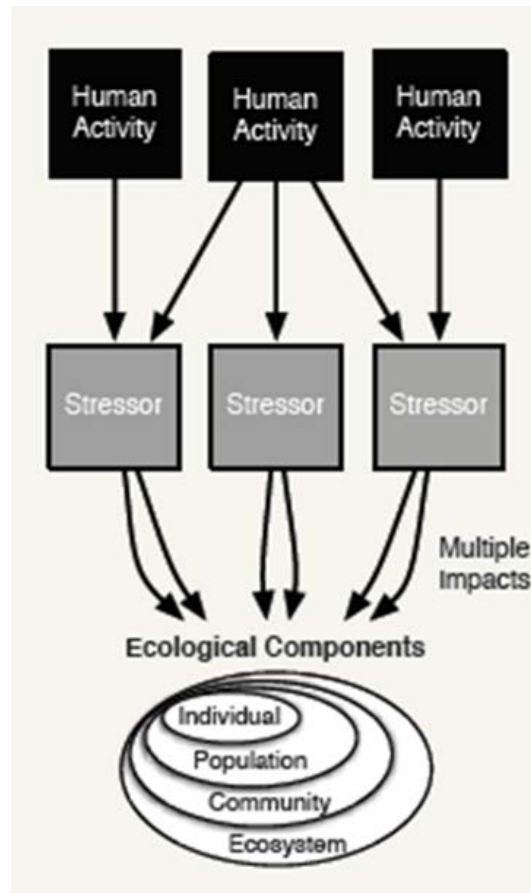 Human
Activity
Human
Activity
Human
Activity
Stressor
Stressor
Stressor
Multiple
Impacts
Ecological Components
Individual
Population
Community
Ecosystem